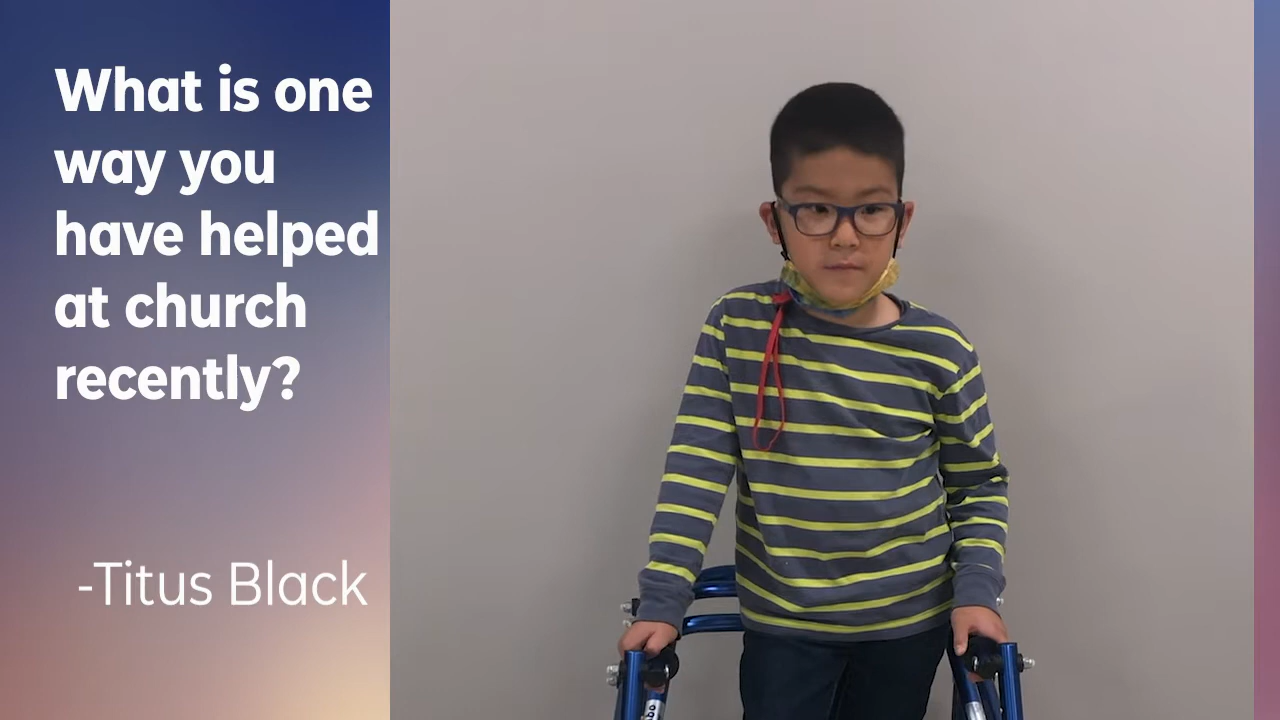 What is one
way you
have helped
at church
recently?
-Titus Black